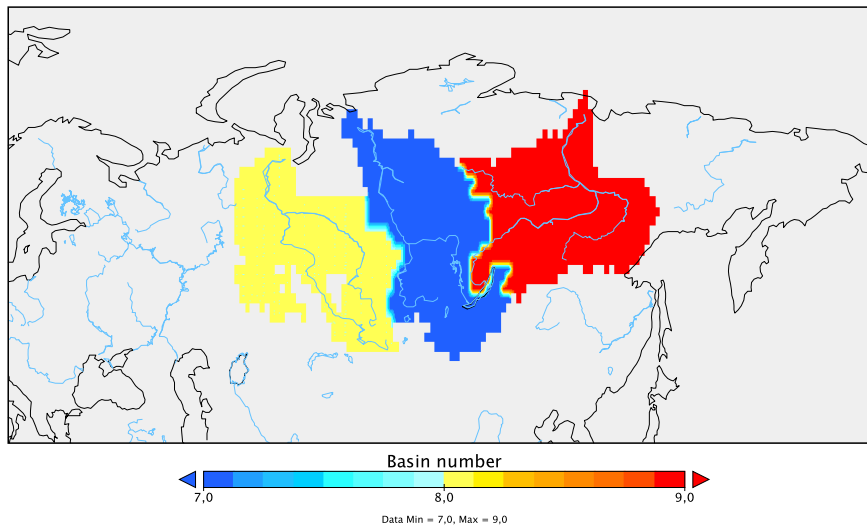 Basin number
7,0 8,0 9,0
Data Min = 7,0, Max = 9,0